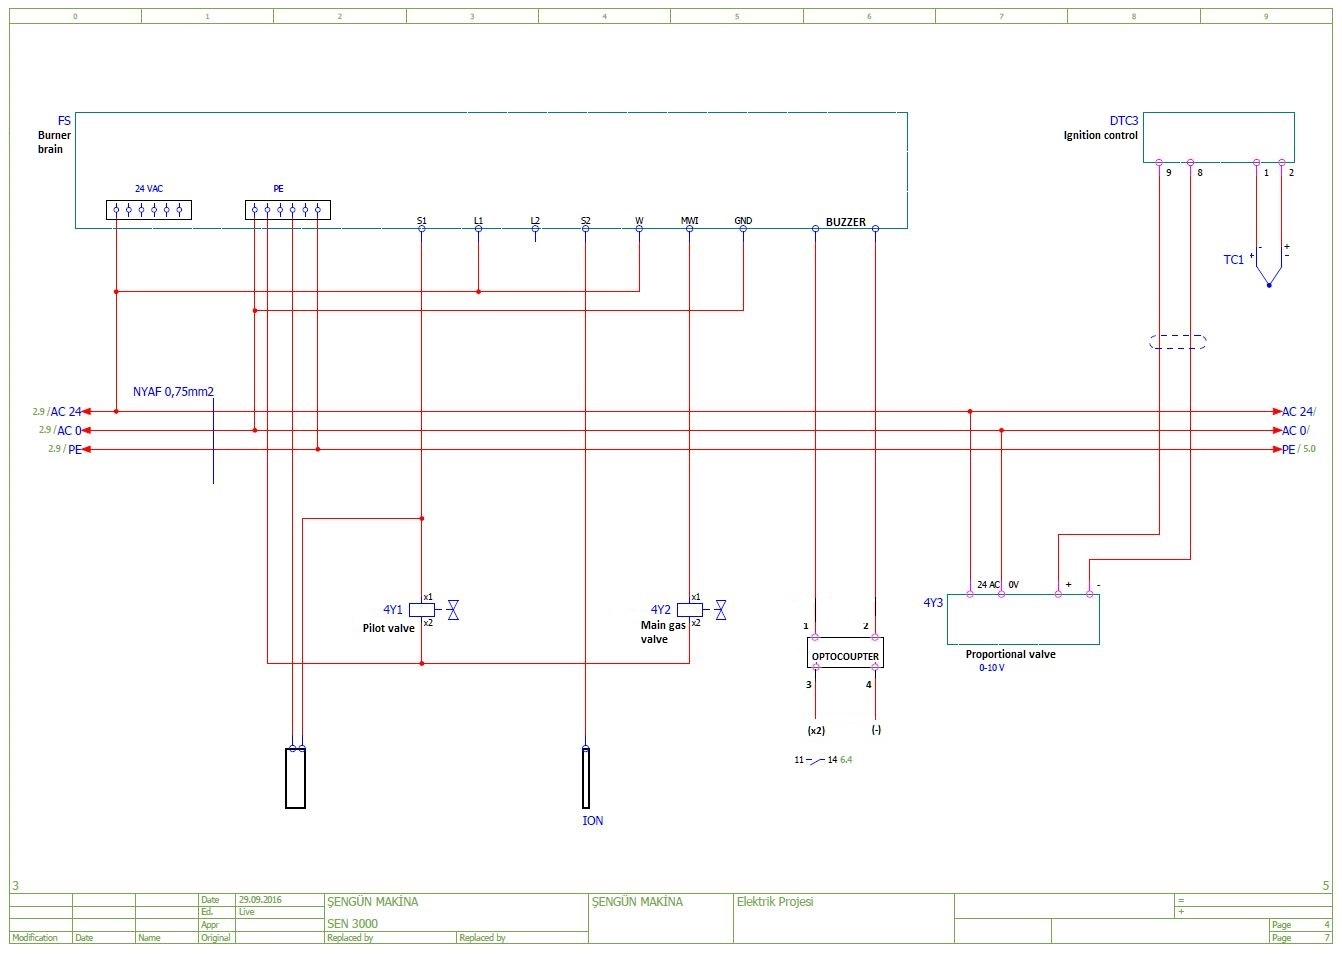 0 1 2 3 4 5 6 7 8 9
FS
Burner
brain
24 VAC
PE
S1 L1 L2 S2 W MWI GND BUZZER
DTC3
Ignition control
9 8 1 2
- +
TC1 + -
NYAF 0,75mm2
2.9 / AC 24
2.9 / AC 0
2.9 / PE
AC 24/
AC 0/
PE / 5.0
x1
4Y1
x2
Pilot valve
x1
4Y2
x2
Main gas
valve
1 2
OPTOCOUPTER
3 4
(x2) (-)
11 14 6.4
24 AC 0V + -
4Y3
Proportional valve
0-10 V
ION
3 5
Date 29.09.2016
Ed. Live
Appr
Modification Date Name Original
ŞENGÜN MAKİNA
SEN 3000
Replaced by Replaced by
ŞENGÜN MAKİNA
Elektrik Projesi
=
+
Page 4
Page 7